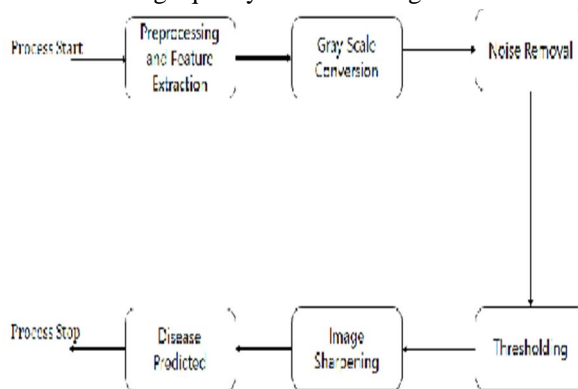 Process Start
Preprocessing
and Feature
Extraction
Gray Scale
Conversion
Noise Removal
Process Stop
Disease
Predicted
Image
Sharpening
Thresholding